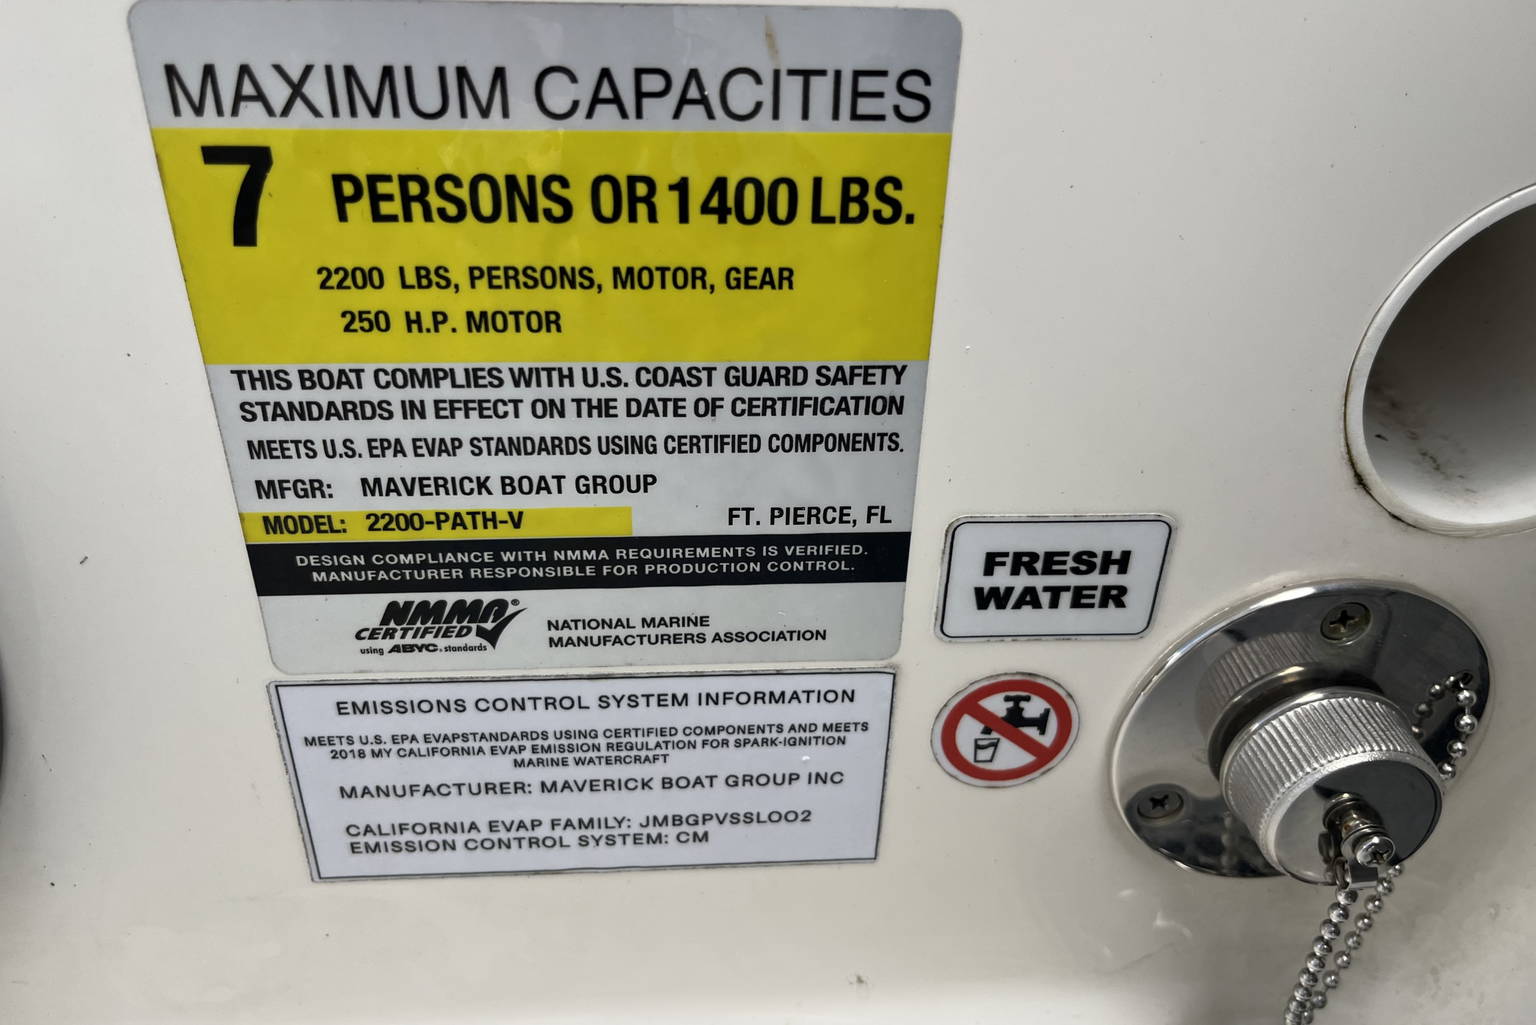 MAXIMUM CAPACITIES
7 PERSONS OR 1400 LBS.
2200 LBS, PERSONS, MOTOR, GEAR
250 H.P. MOTOR
THIS BOAT COMPLIES WITH U.S. COAST GUARD SAFETY
STANDARDS IN EFFECT ON THE DATE OF CERTIFICATION
MEETS U.S. EPA EVAP STANDARDS USING CERTIFIED COMPONENTS.
MFGR: MAVERICK BOAT GROUP
MODEL: 2200-PATH-V FT. PIERCE, FL
DESIGN COMPLIANCE WITH NMMA REQUIREMENTS IS VERIFIED.
MANUFACTURER RESPONSIBLE FOR PRODUCTION CONTROL.
NMMA®
CERTIFIED
using ABYC. standards
NATIONAL MARINE
MANUFACTURERS ASSOCIATION
EMISSIONS CONTROL SYSTEM INFORMATION
MEETS U.S. EPA EVAPSTANDARDS USING CERTIFIED COMPONENTS AND MEETS
2018 MY CALIFORNIA EVAP EMISSION REGULATION FOR SPARK-IGNITION
MARINE WATERCRAFT
MANUFACTURER: MAVERICK BOAT GROUP INC
CALIFORNIA EVAP FAMILY: JMBGPVSSLOO2
EMISSION CONTROL SYSTEM: CM
FRESH
WATER